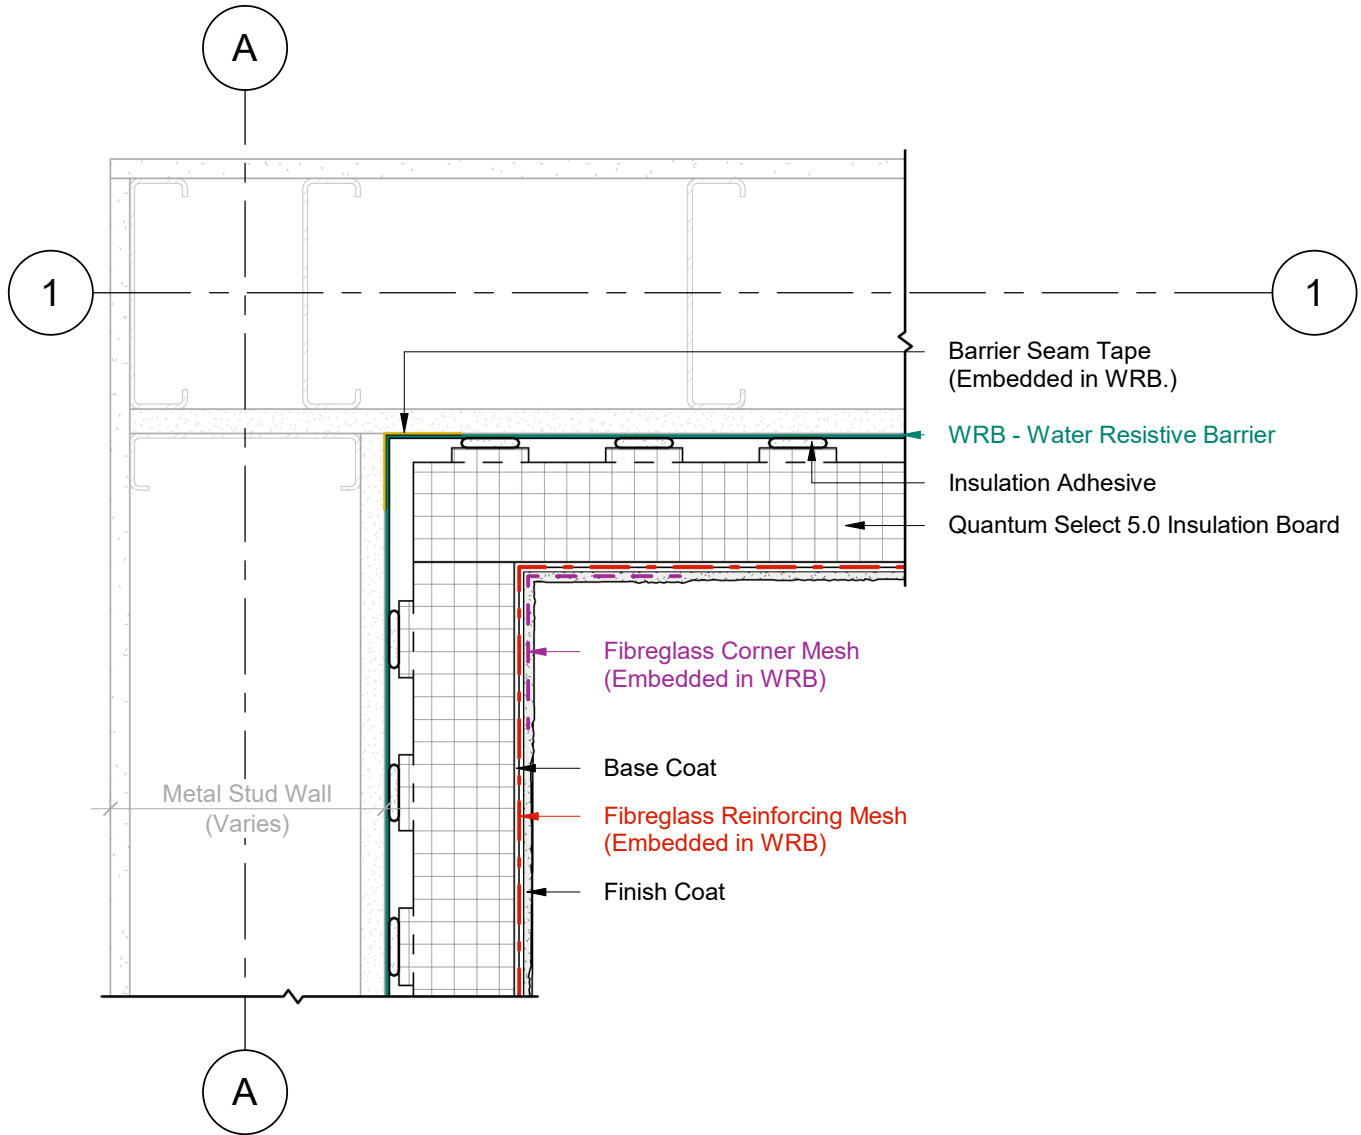 A
1
1
Barrier Seam Tape
(Embedded in WRB.)
WRB - Water Resistive Barrier
Insulation Adhesive
Quantum Select 5.0 Insulation Board
Fibreglass Corner Mesh
(Embedded in WRB)
Base Coat
Metal Stud Wall
(Varies)
Fibreglass Reinforcing Mesh
(Embedded in WRB)
Finish Coat
A